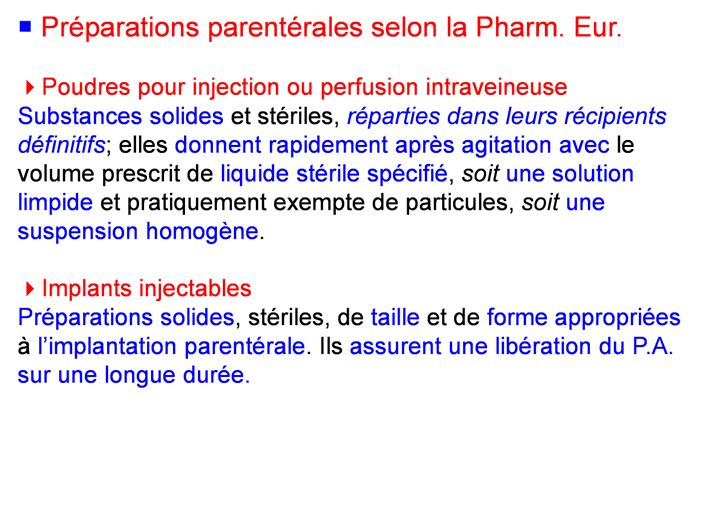 ■ Préparations parentérales selon la Pharm. Eur.
Poudres pour injection ou perfusion intraveineuse
Substances solides et stériles, réparties dans leurs récipients
définitifs; elles donnent rapidement après agitation avec le
volume prescrit de liquide stérile spécifié, soit une solution
limpide et pratiquement exempte de particules, soit une
suspension homogène.
Implants injectables
Préparations solides, stériles, de taille et de forme appropriées
à l’implantation parentérale. Ils assurent une libération du P.A.
sur une longue durée.